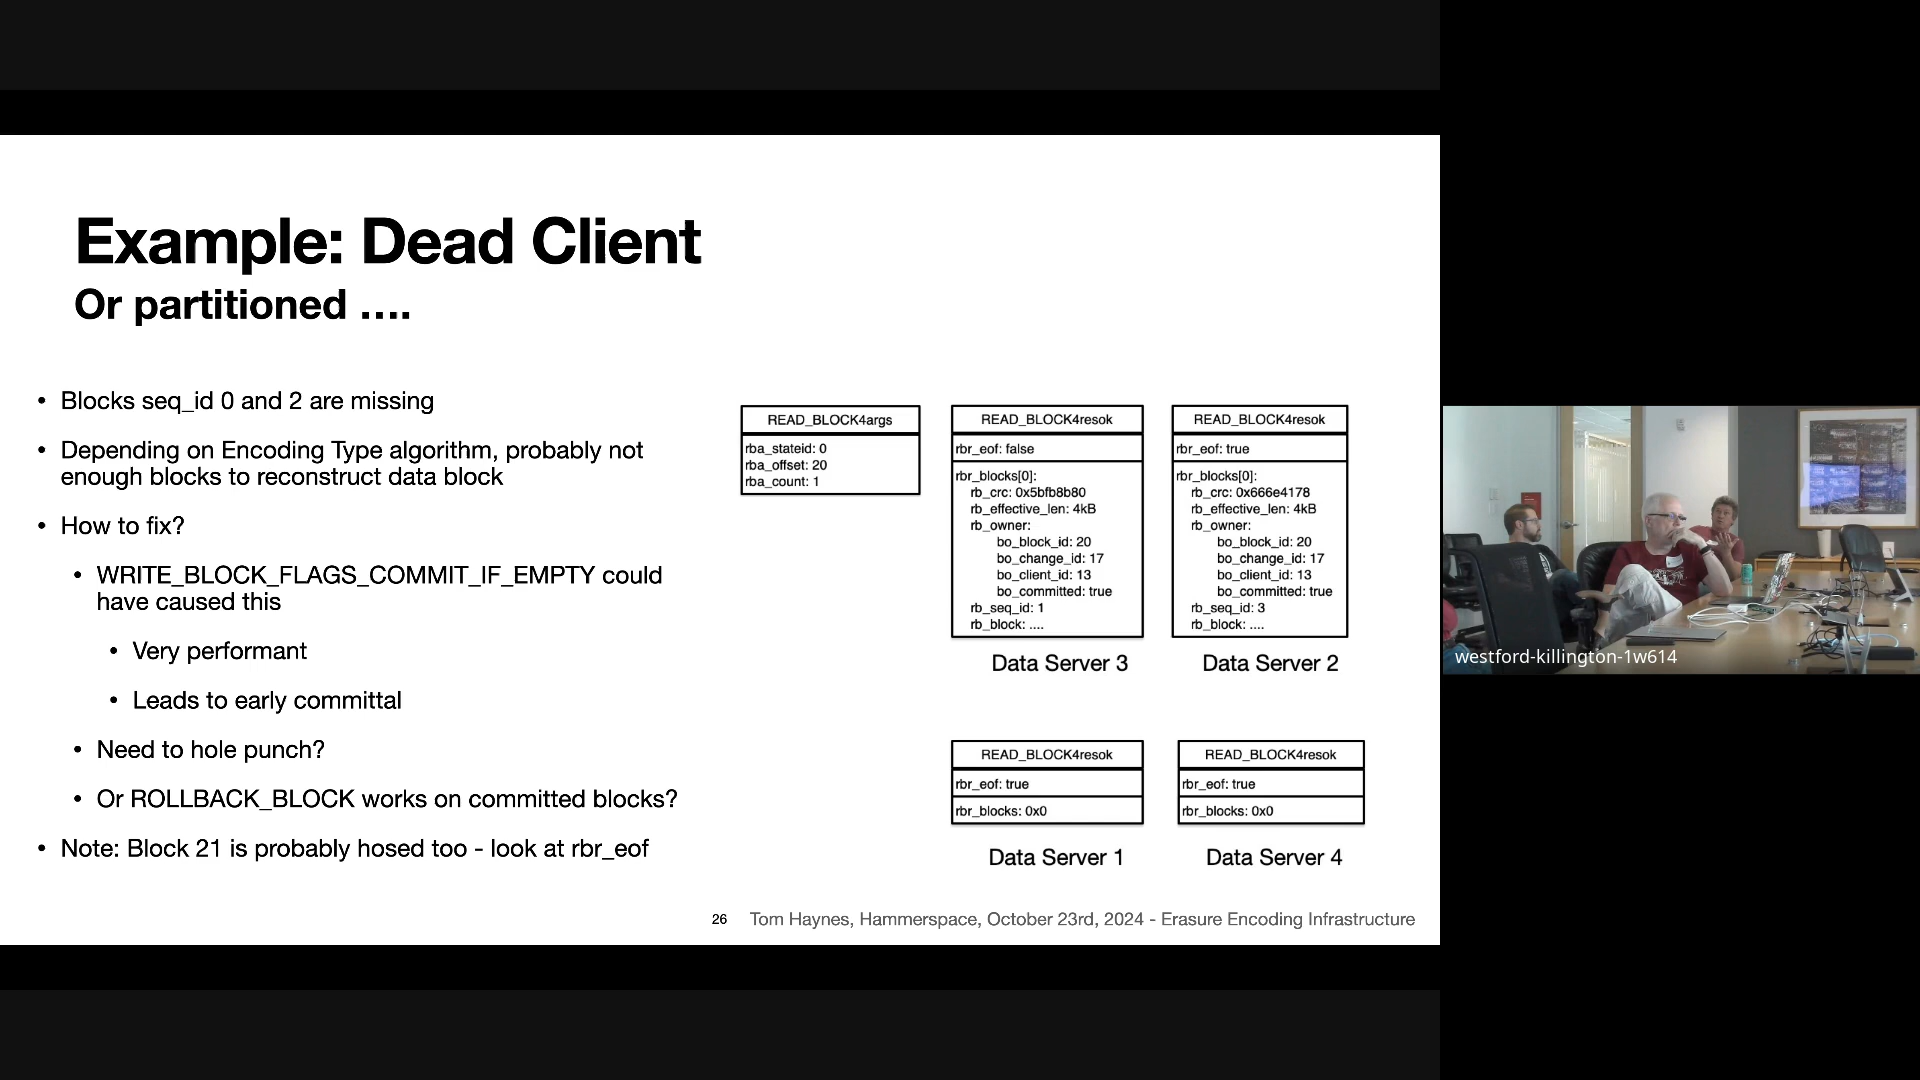 Example: Dead Client
Or partitioned ....
• Blocks seq_id 0 and 2 are missing
• Depending on Encoding Type algorithm, probably not
enough blocks to reconstruct data block
• How to fix?
• WRITE_BLOCK_FLAGS_COMMIT_IF_EMPTY could
have caused this
• Very performant
• Leads to early committal
• Need to hole punch?
• Or ROLLBACK_BLOCK works on committed blocks?
• Note: Block 21 is probably hosed too - look at rbr_eof
READ_BLOCK4args
rba_stateid: 0
rba_offset: 20
rba_count: 1
READ_BLOCK4resok
rbr_eof: false
rbr_blocks[0]:
rb_crc: 0x5bfb8b80
rb_effective_len: 4kB
rb_owner:
bo_block_id: 20
bo_change_id: 17
bo_client_id: 13
bo_committed: true
rb_seq_id: 1
rb_block: ....
Data Server 3
READ_BLOCK4resok
rbr_eof: true
rbr_blocks[0]:
rb_crc: 0x666e4178
rb_effective_len: 4kB
rb_owner:
bo_block_id: 20
bo_change_id: 17
bo_client_id: 13
bo_committed: true
rb_seq_id: 3
rb_block: ....
Data Server 2
READ_BLOCK4resok
rbr_eof: true
rbr_blocks: 0x0
Data Server 1
READ_BLOCK4resok
rbr_eof: true
rbr_blocks: 0x0
Data Server 4
26 Tom Haynes, Hammerspace, October 23rd, 2024 - Erasure Encoding Infrastructure
westford-killington-1w614